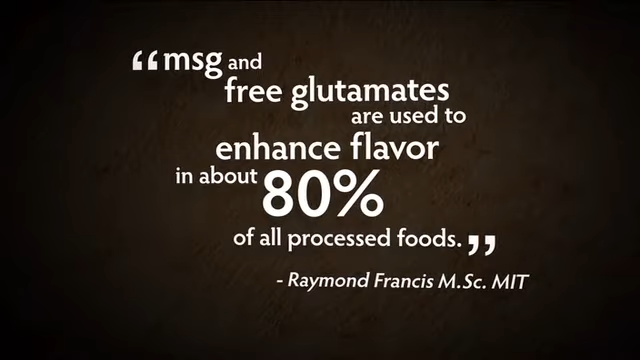 “msg and
free glutamates
are used to
enhance flavor
in about 80%
of all processed foods.”
- Raymond Francis M.Sc. MIT